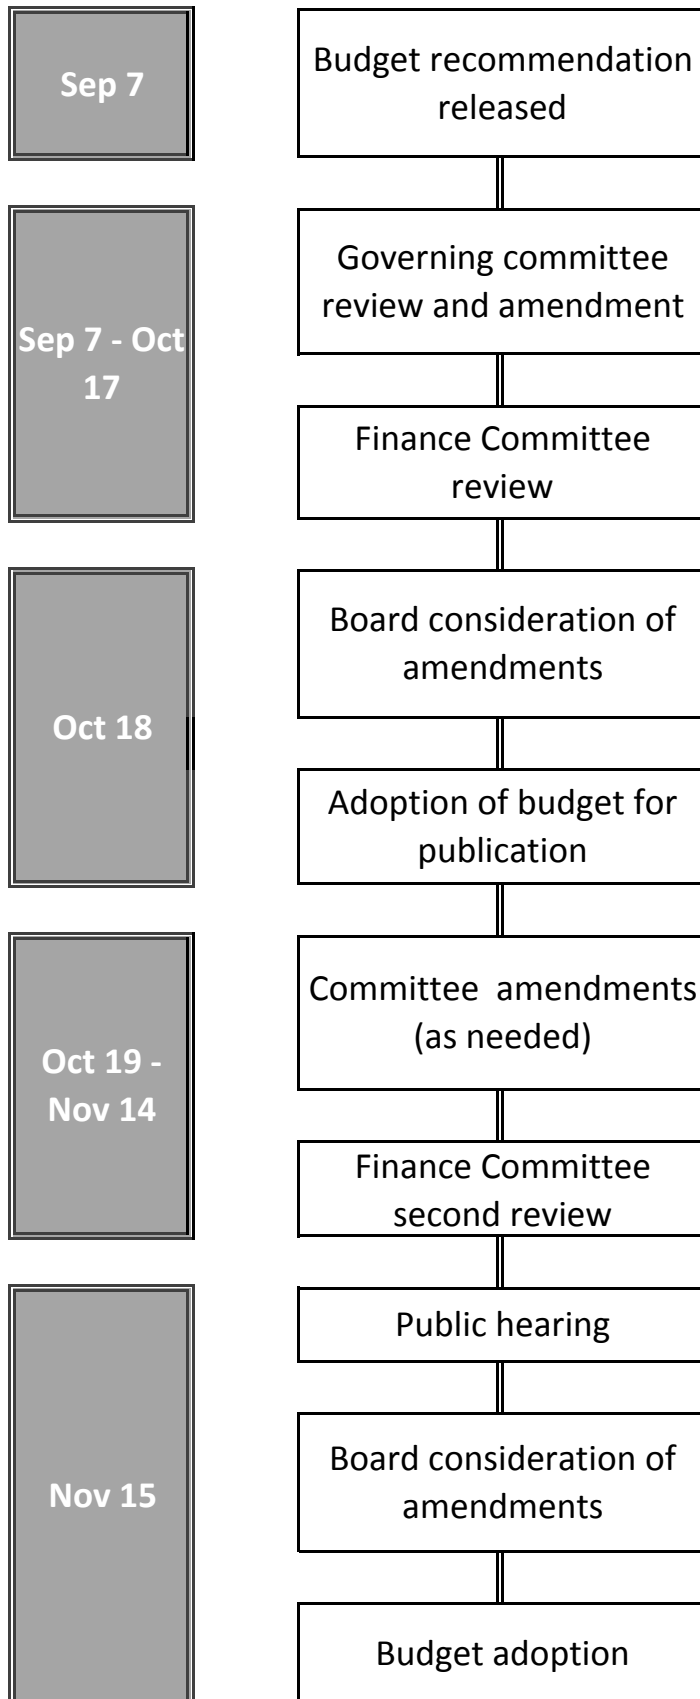 Sep 7
Budget recommendation
released
Sep 7 - Oct
17
Governing committee
review and amendment
Finance Committee
review
Oct 18
Board consideration of
amendments
Adoption of budget for
publication
Oct 19 -
Nov 14
Committee  amendments
(as needed)
Finance Committee
second review
Nov 15
Public hearing
Board consideration of
amendments
Budget adoption